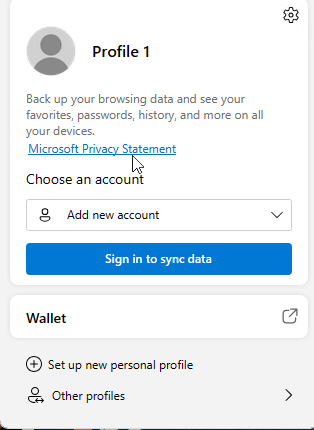 Profile 1
Back up your browsing data and see your
favorites, passwords, history, and more on all
your devices.
Microsoft Privacy Statement
Choose an account
Add new account
Sign in to sync data
Wallet
Set up new personal profile
Other profiles